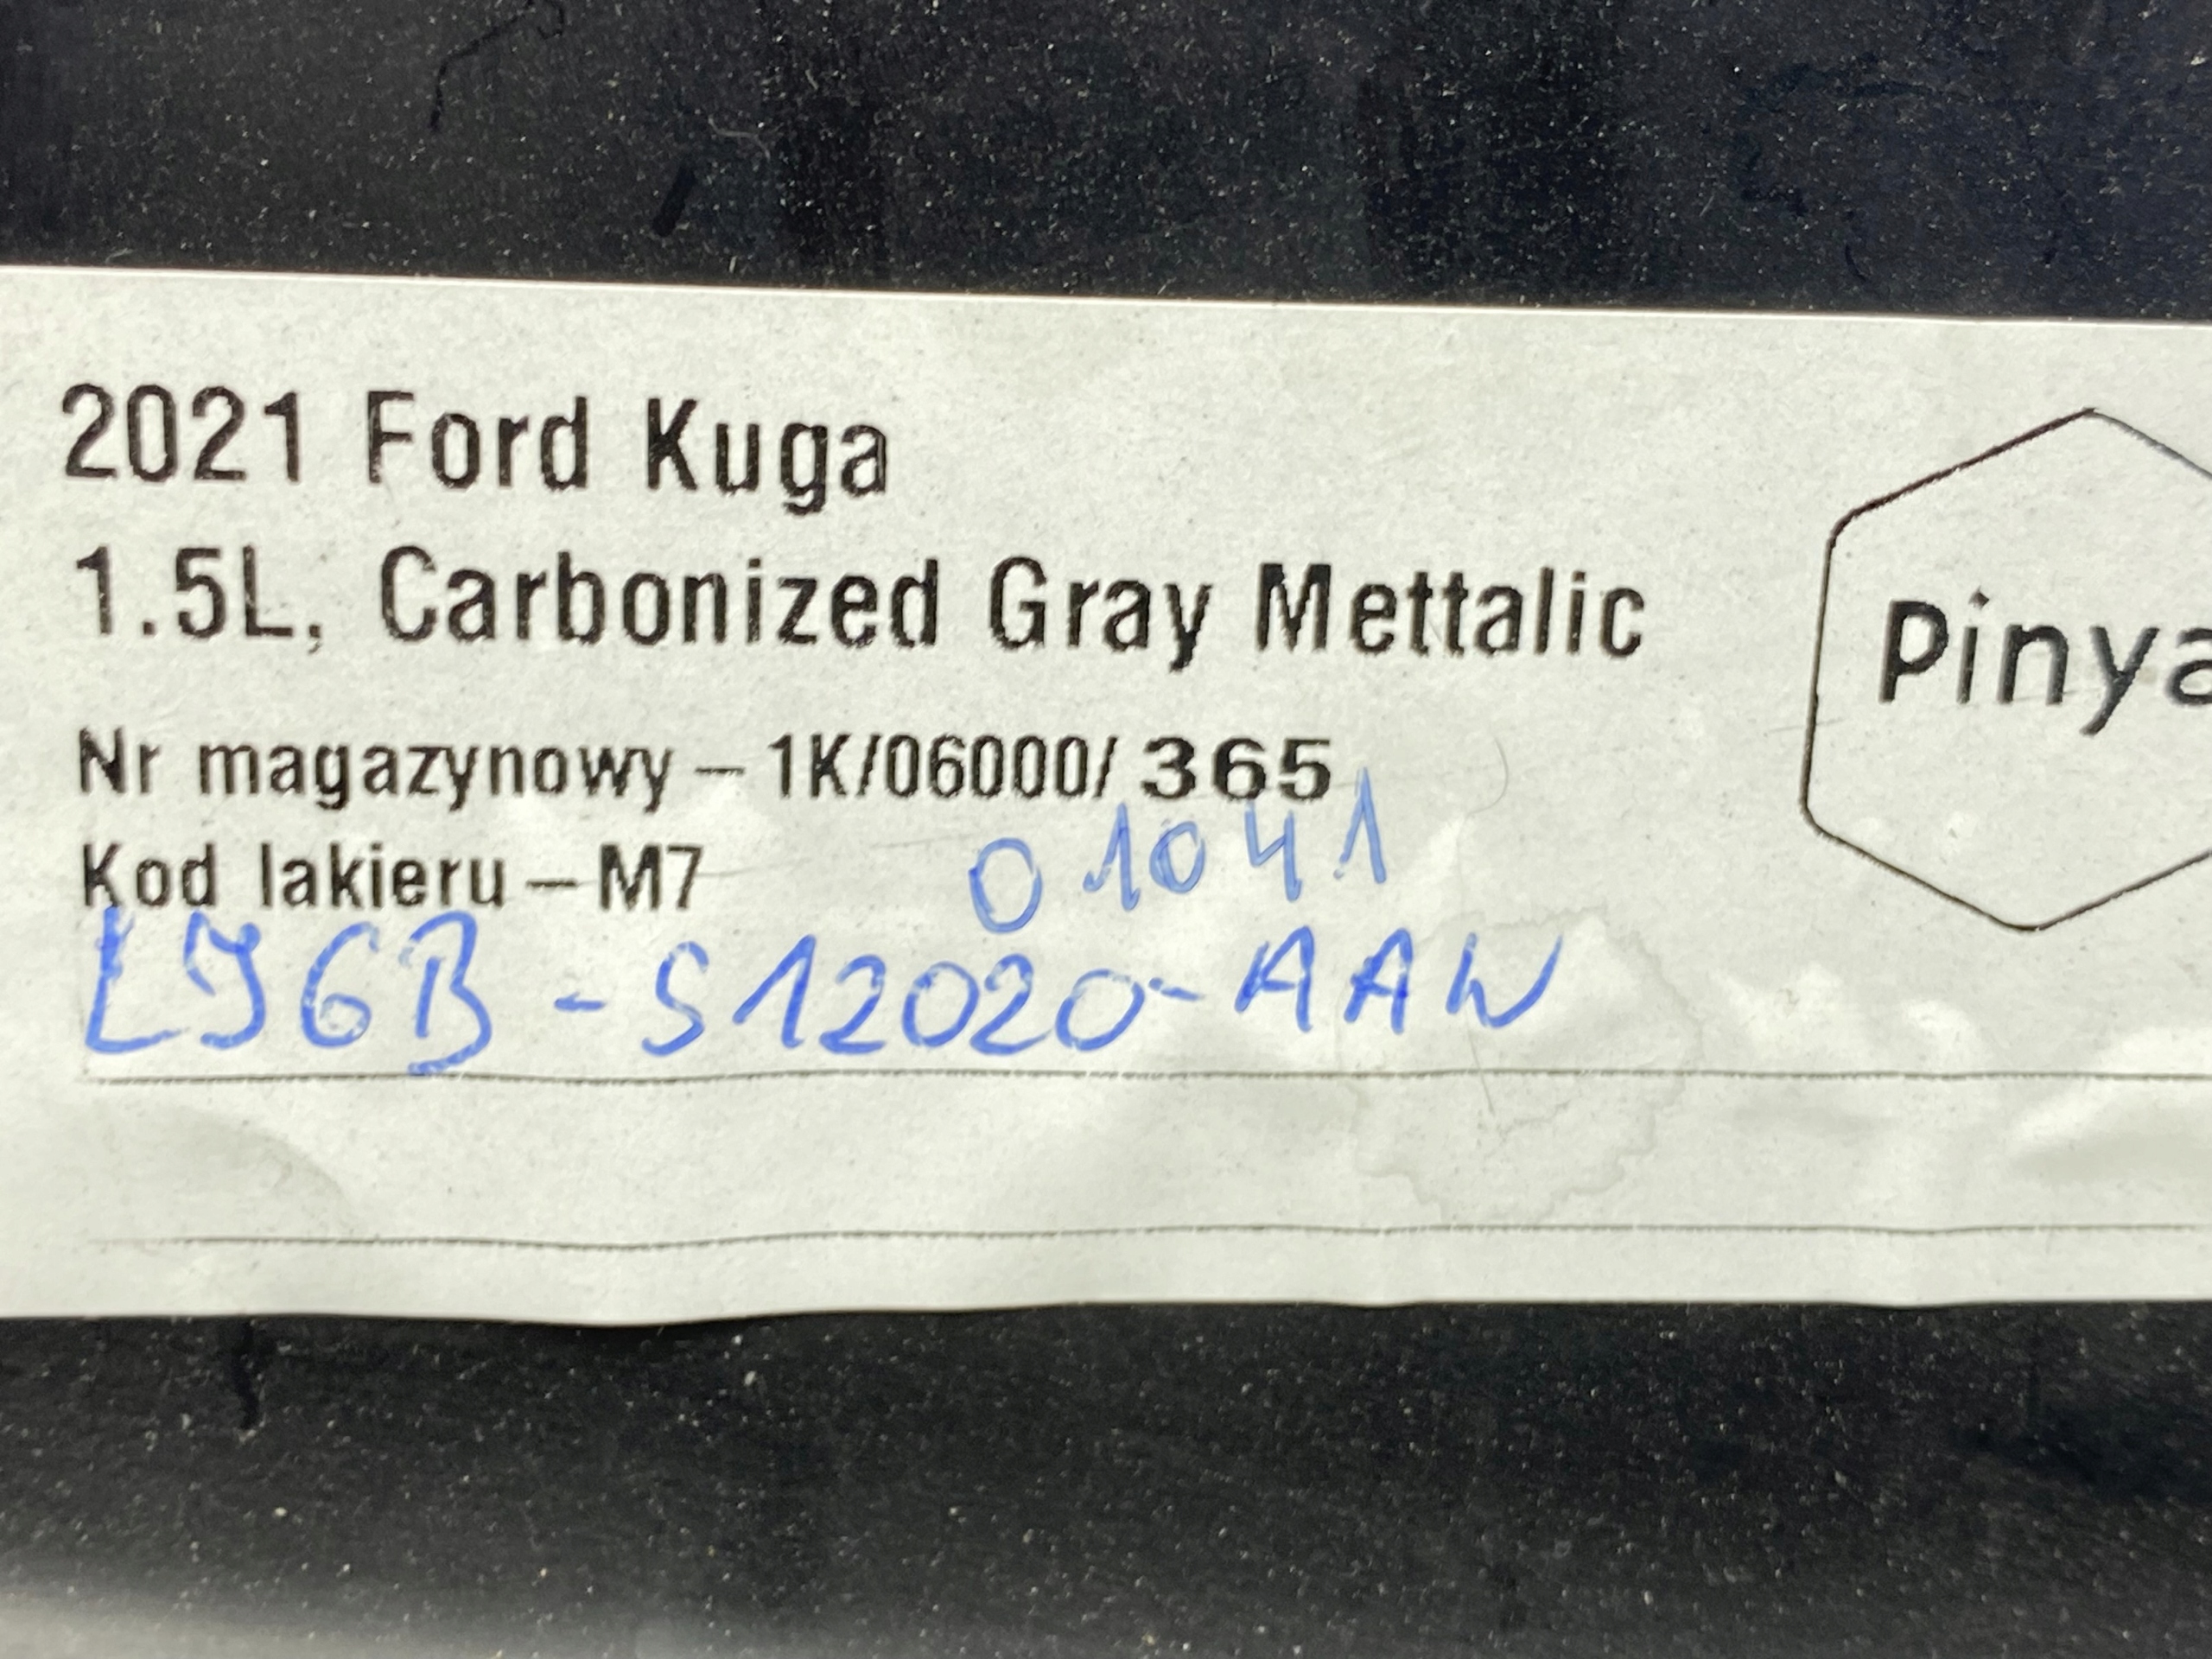 2021 Ford Kuga
1.5L, Carbonized Gray Mettalic
Pinya
Nr magazynowy – 1K/06000/ 365
Kod lakieru – M7
01041
LJ6B-S12020-AAW